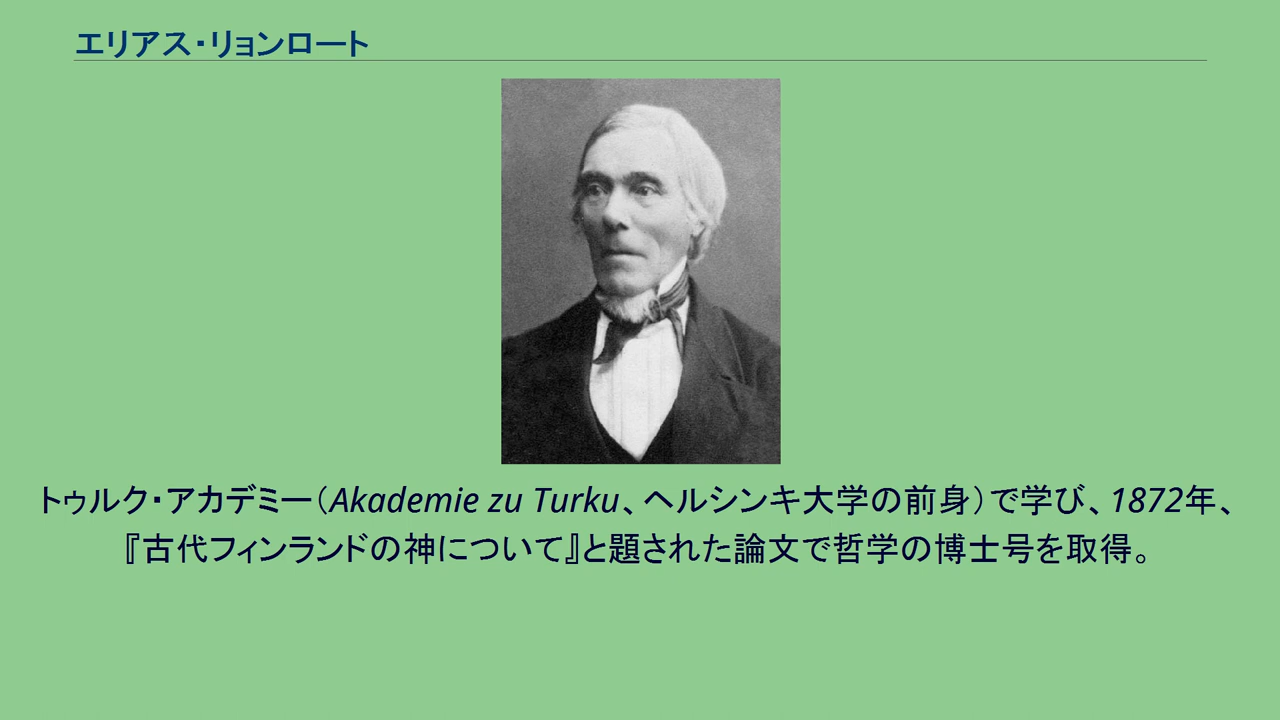 エリアス・リョンロート
トゥルク・アカデミー（Akademie zu Turku、ヘルシンキ大学の前身）で学び、1872年、
『古代フィンランドの神について』と題された論文で哲学の博士号を取得。